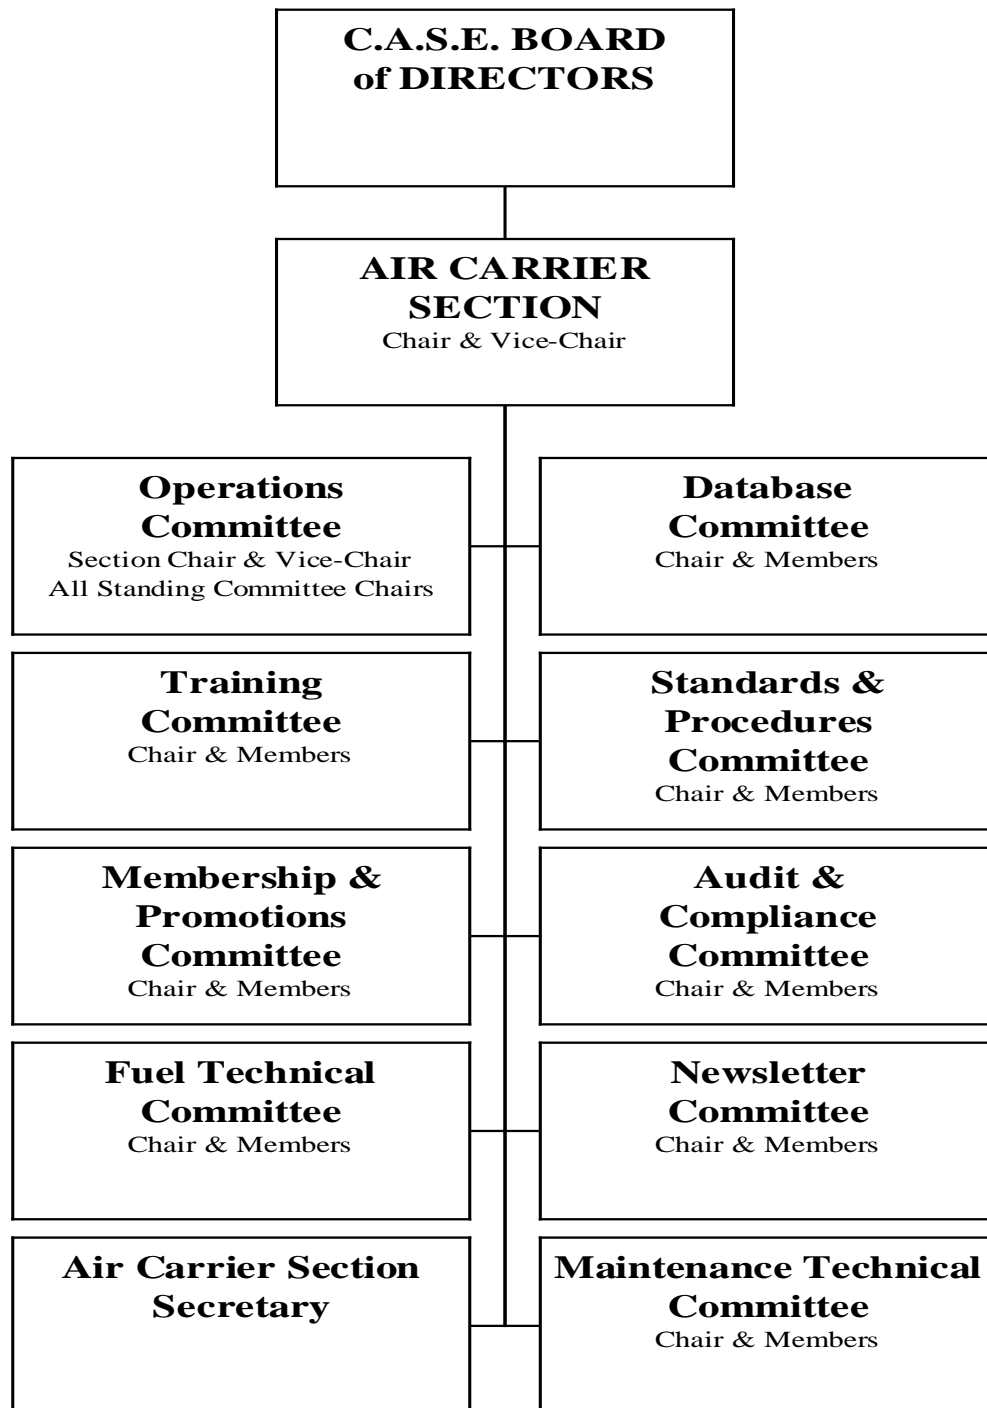 C.A.S.E. BOARD
of DIRECTORS
AIR CARRIER
SECTION
Chair & Vice-Chair
Operations
Committee
Section Chair & Vice-Chair
All Standing Committee Chairs
Database
Committee
Chair & Members
Training
Committee
Chair & Members
Standards &
Procedures
Committee
Chair & Members
Membership &
Promotions
Committee
Chair & Members
Audit &
Compliance
Committee
Chair & Members
Fuel Technical
Committee
Chair & Members
Newsletter
Committee
Chair & Members
Air Carrier Section
Secretary
Maintenance Technical
Committee
Chair & Members